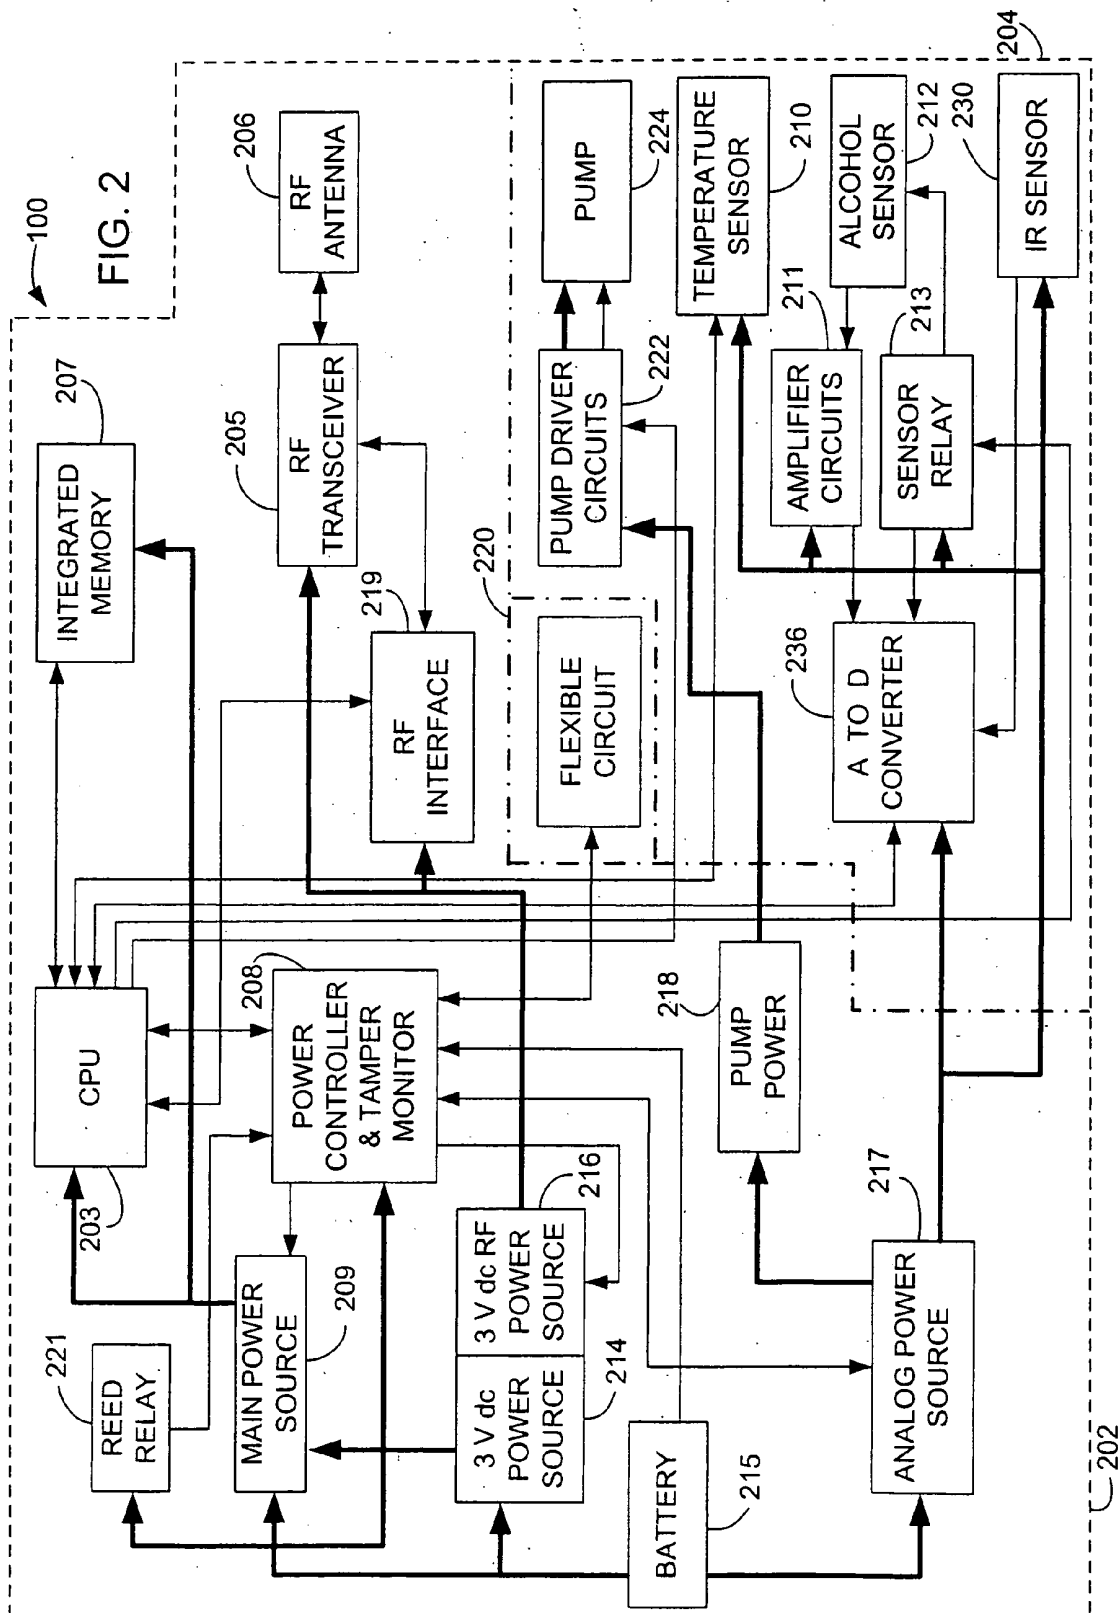 100
FIG. 2
221
REED
RELAY
203
CPU
207
INTEGRATED
MEMORY
MAIN POWER
SOURCE
209
208
POWER
CONTROLLER
& TAMPER
MONITOR
205
RF
TRANSCEIVER
206
RF
ANTENNA
219
RF
INTERFACE
3 V dc
POWER
SOURCE
214
3 V dc RF
POWER
SOURCE
216
220
FLEXIBLE
CIRCUIT
PUMP DRIVER
CIRCUITS
222
PUMP
224
BATTERY
215
218
PUMP
POWER
TEMPERATURE
SENSOR
210
236
A TO D
CONVERTER
AMPLIFIER
CIRCUITS
211
ALCOHOL
SENSOR
212
SENSOR
RELAY
213
ANALOG POWER
SOURCE
217
IR SENSOR
230
202
204